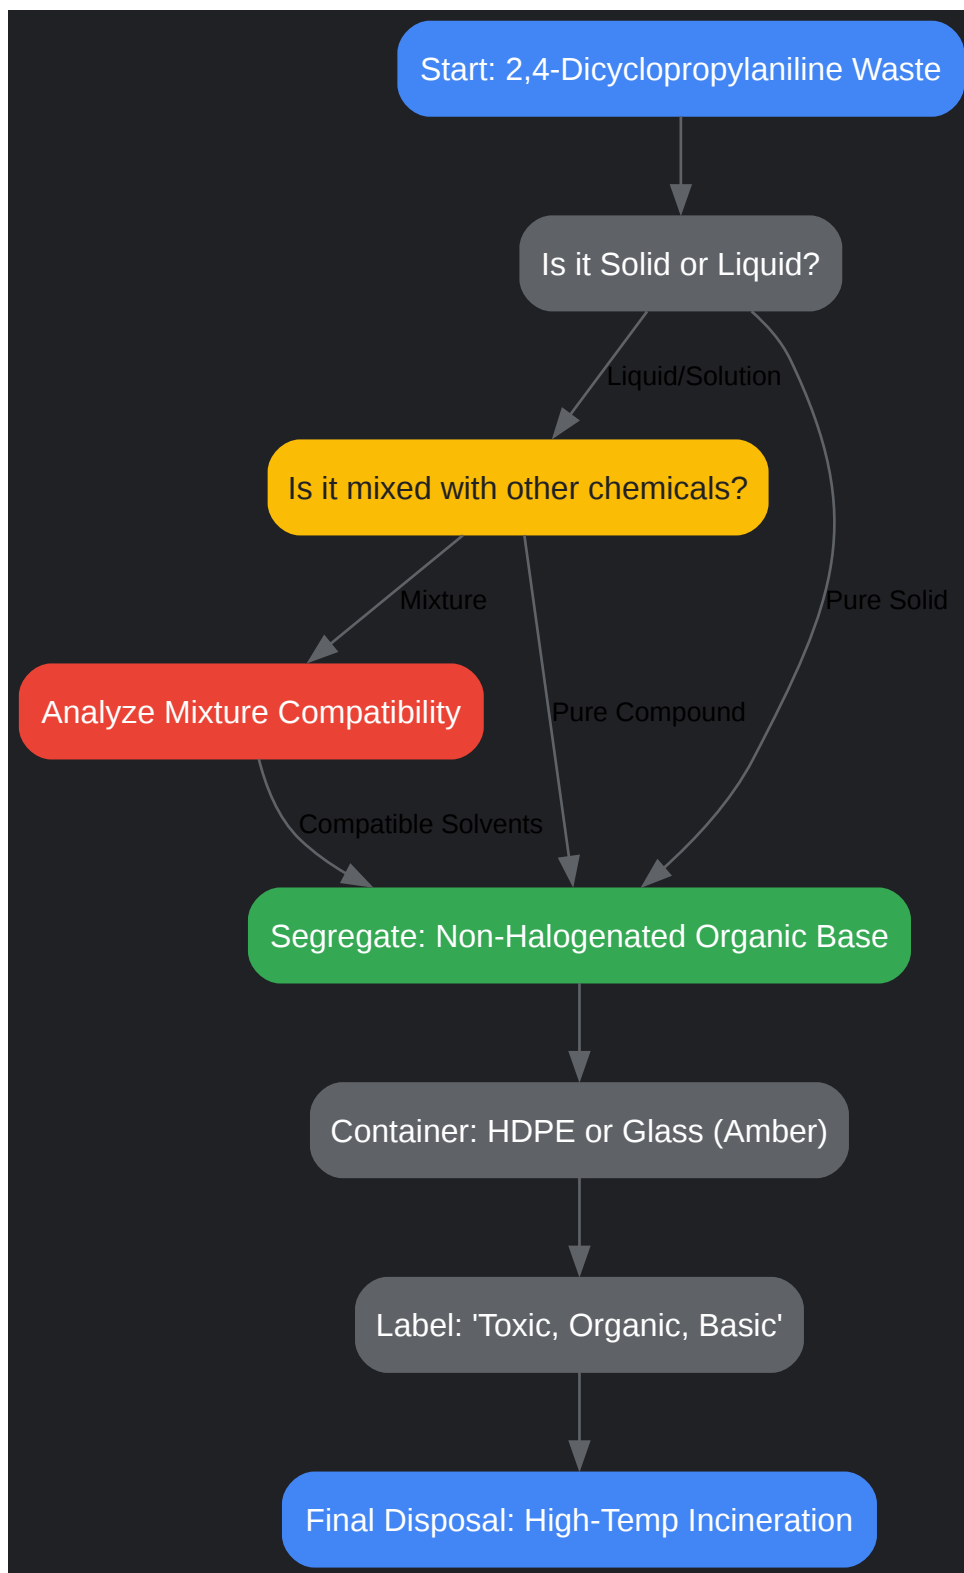 Start: 2,4-Dicyclopropylaniline Waste
Is it Solid or Liquid?
Liquid/Solution
Is it mixed with other chemicals?
Mixture
Pure Solid
Analyze Mixture Compatibility
Pure Compound
Compatible Solvents
Segregate: Non-Halogenated Organic Base
Container: HDPE or Glass (Amber)
Label: 'Toxic, Organic, Basic'
Final Disposal: High-Temp Incineration